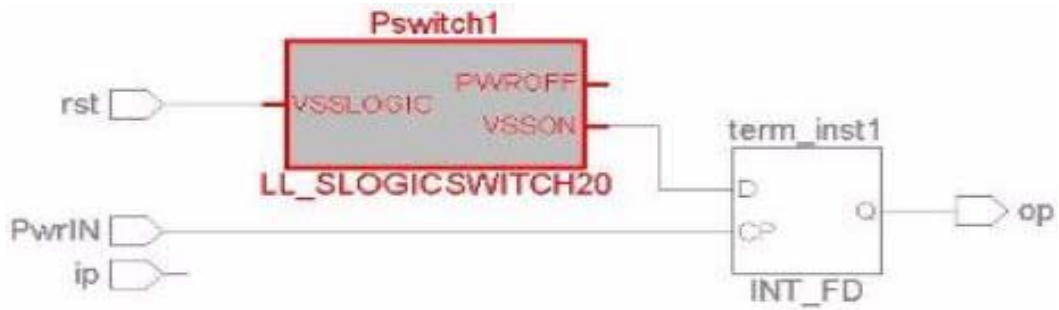 Pswitch1
PWROFF
rst
VSSLOGIC
VSSON
term_inst1
LL_SLOGICSWITCH20
D
Q
op
PwrIN
CP
ip
INT_FD